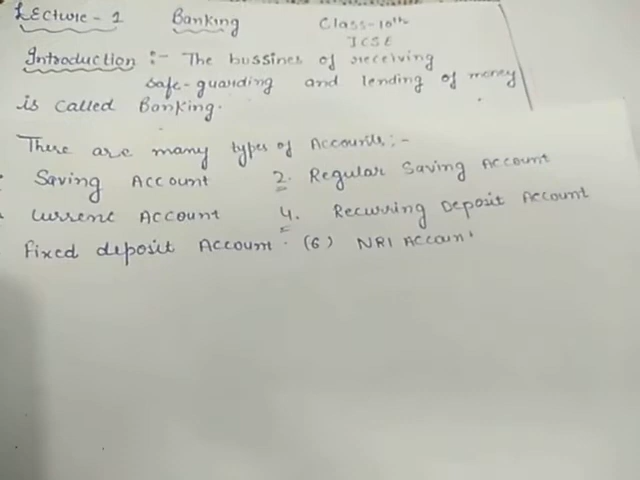 Lecture - 1 Banking Class - 10th
ICSE
Introduction :- The bussines of receiving
safe-guarding and lending of money
is called Banking.
There are many types of Accounts :-
Saving Account 2. Regular Saving Account
Current Account 4. Recurring Deposit Account
Fixed deposit Account. (6) NRI Account